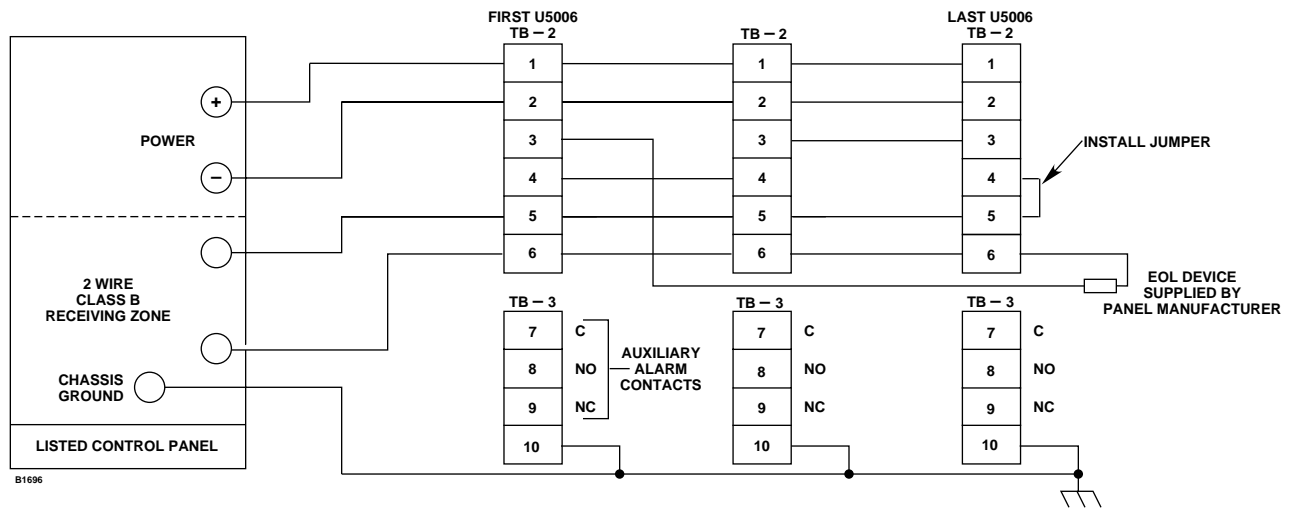 FIRST U5006
TB – 2
TB – 2
LAST U5006
TB – 2
+
POWER
–
2 WIRE
CLASS B
RECEIVING ZONE
CHASSIS
GROUND
LISTED CONTROL PANEL
B1696
1
2
3
4
5
6
1
2
3
4
5
6
1
2
3
4
5
6
INSTALL JUMPER
EOL DEVICE
SUPPLIED BY
PANEL MANUFACTURER
TB – 3
7 C
8 NO
9 NC
10
AUXILIARY
ALARM
CONTACTS
TB – 3
7 C
8 NO
9 NC
10
TB – 3
7 C
8 NO
9 NC
10